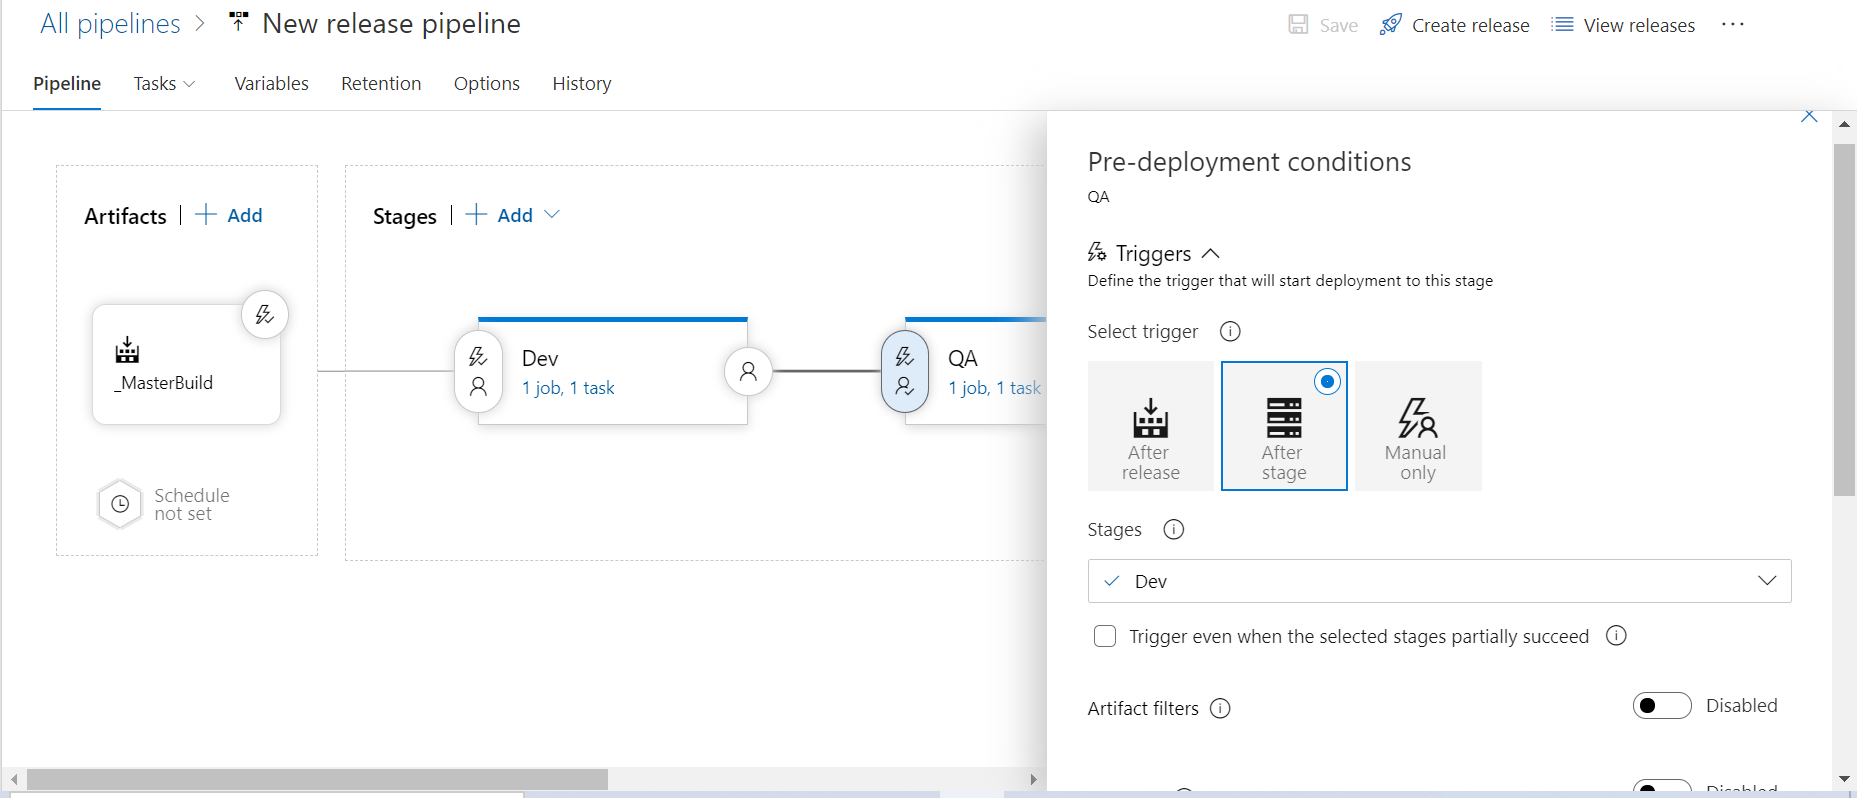 All pipelines > New release pipeline
Save Create release View releases ...
Pipeline Tasks Variables Retention Options History
Artifacts | + Add
Stages | + Add
_MasterBuild
Schedule
not set
Dev
1 job, 1 task
QA
1 job, 1 task
Pre-deployment conditions
QA
Triggers
Define the trigger that will start deployment to this stage
Select trigger
After
release
After
stage
Manual
only
Stages
Dev
Trigger even when the selected stages partially succeed
Artifact filters
Disabled
Disabled